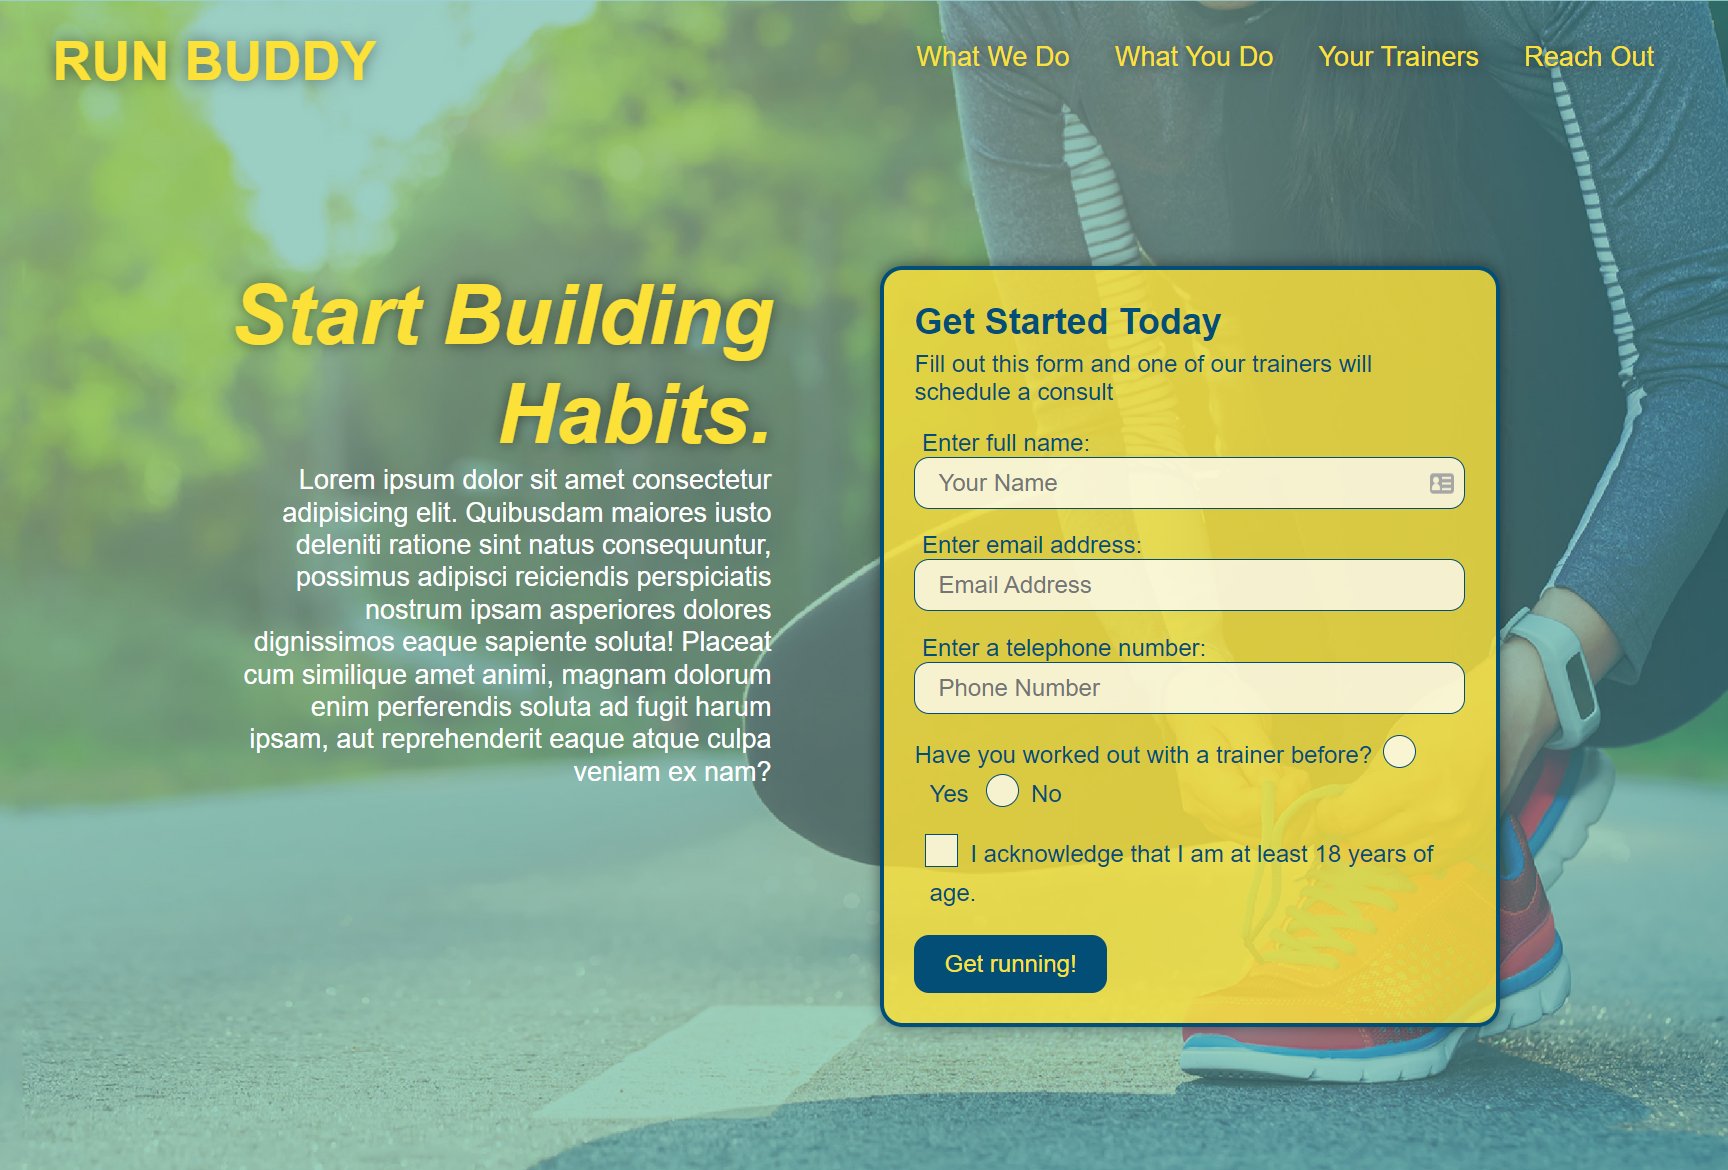 RUN BUDDY
What We Do
What You Do
Your Trainers
Reach Out
Start Building
Habits.
Lorem ipsum dolor sit amet consectetur
adipisicing elit. Quibusdam maiores iusto
deleniti ratione sint natus consequuntur,
possimus adipisci reiciendis perspiciatis
nostrum ipsam asperiores dolores
dignissimos eaque sapiente soluta! Placeat
cum similique amet animi, magnam dolorum
enim perferendis soluta ad fugit harum
ipsam, aut reprehenderit eaque atque culpa
veniam ex nam?
Get Started Today
Fill out this form and one of our trainers will
schedule a consult
Enter full name:
Your Name
Enter email address:
Email Address
Enter a telephone number:
Phone Number
Have you worked out with a trainer before?
Yes No
I acknowledge that I am at least 18 years of
age.
Get running!